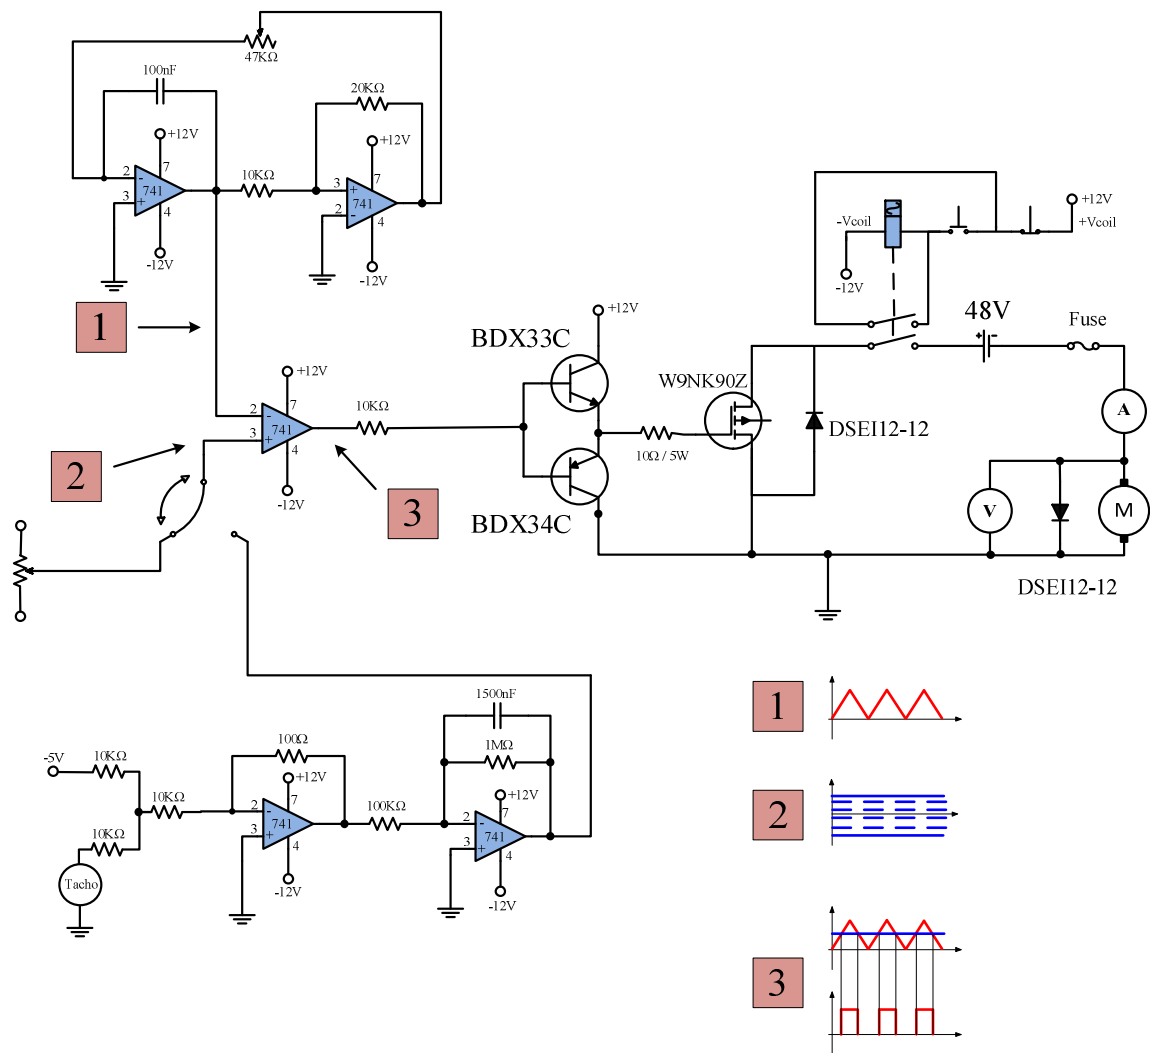 47KΩ
100nF
+12V
2
-
7
741
3
+
4
-12V
10KΩ
20KΩ
+12V
3
+
7
741
2
-
4
-12V
1
-Vcoil
-12V
+12V
+Vcoil
48V
+
-
Fuse
A
V
M
DSEI12-12
DSEI12-12
W9NK90Z
BDX33C
+12V
BDX34C
10Ω / 5W
+12V
2
-
7
741
3
+
4
-12V
10KΩ
2
3
-5V
10KΩ
10KΩ
10KΩ
Tacho
100Ω
+12V
2
-
7
741
3
+
4
-12V
100KΩ
1500nF
1MΩ
+12V
2
-
7
741
3
+
4
-12V
1
2
3